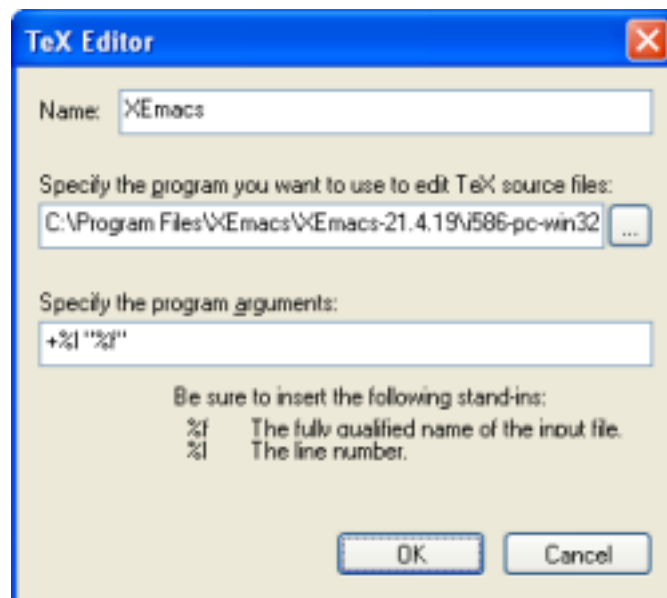 TeX Editor
Name: XEmacs
Specify the program you want to use to edit TeX source files:
C:\Program Files\XEmacs\XEmacs-21.4.19\i586-pc-win32 ...
Specify the program arguments:
+%l "%f"
Be sure to insert the following stand-ins:
%f The fully qualified name of the input file.
%l The line number.
OK Cancel